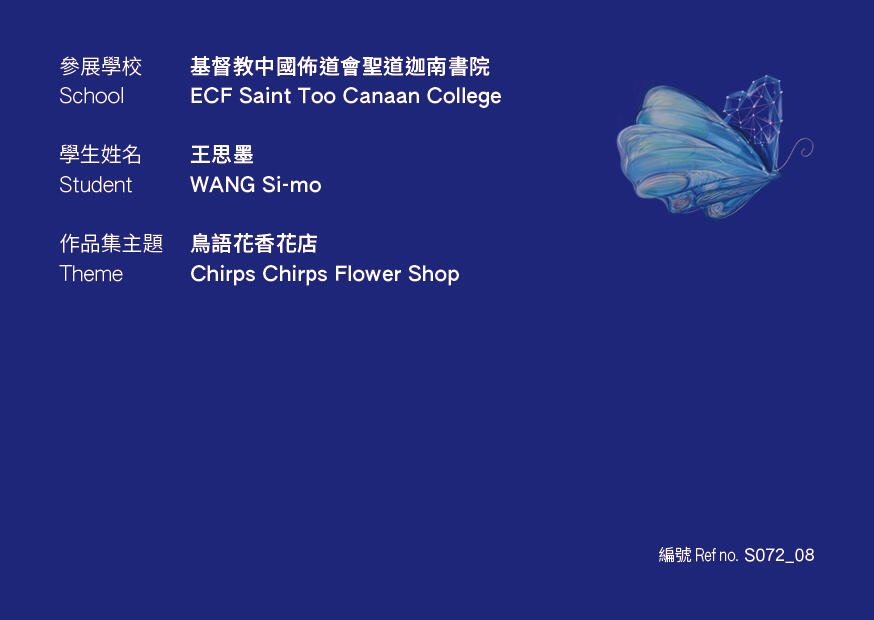 參展學校 基督教中國佈道會聖道迦南書院
School ECF Saint Too Canaan College
學生姓名 王思墨
Student WANG Si-mo
作品集主題 鳥語花香花店
Theme Chirps Chirps Flower Shop
編號 Ref no. S072_08